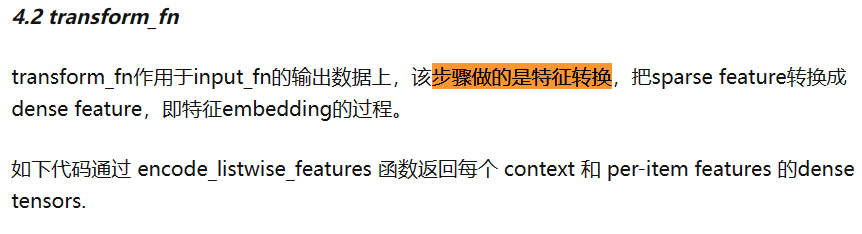 4.2 transform_fn
transform_fn作用于input_fn的输出数据上，该步骤做的是特征转换，把sparse feature转换成
dense feature，即特征embedding的过程。
如下代码通过 encode_listwise_features 函数返回每个 context 和 per-item features 的dense
tensors.